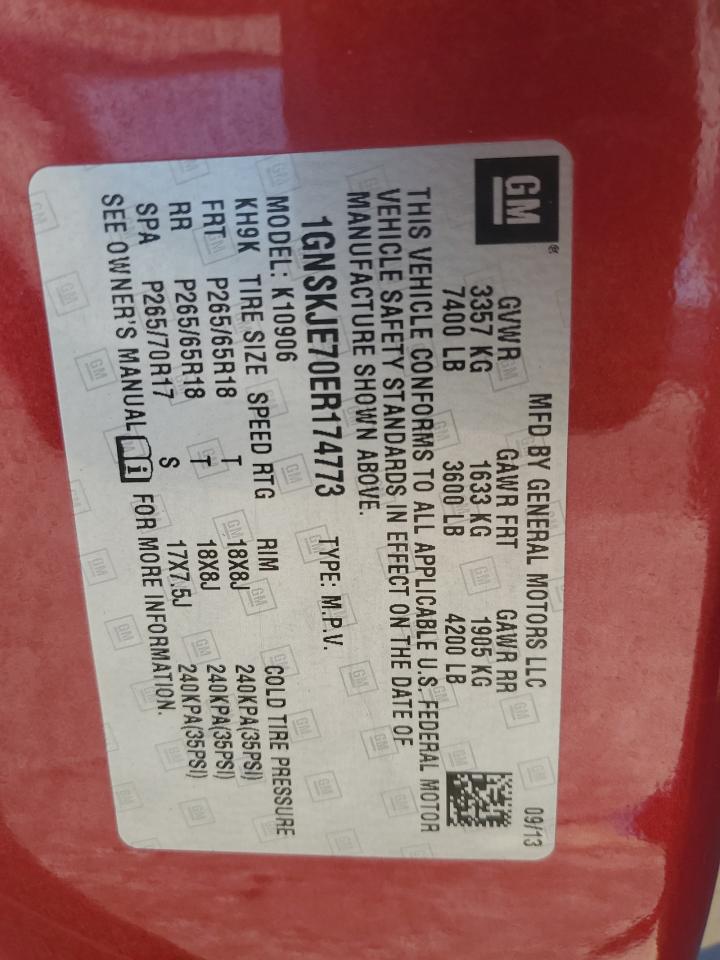 GM ®
MFD BY GENERAL MOTORS LLC 09/13
GVWR GAWR FRT GAWR RR
3357 KG 1633 KG 1905 KG
7400 LB 3600 LB 4200 LB
THIS VEHICLE CONFORMS TO ALL APPLICABLE U.S. FEDERAL MOTOR
VEHICLE SAFETY STANDARDS IN EFFECT ON THE DATE OF
MANUFACTURE SHOWN ABOVE.
1GNSKJE70ER174773 TYPE: M.P.V.
MODEL: K10906
KH9K TIRE SIZE SPEED RTG RIM COLD TIRE PRESSURE
FRT P265/65R18 T 18X8J 240KPA(35PSI)
RR P265/65R18 T 18X8J 240KPA(35PSI)
SPA P265/70R17 S 17X7.5J 240KPA(35PSI)
SEE OWNER'S MANUAL i FOR MORE INFORMATION.